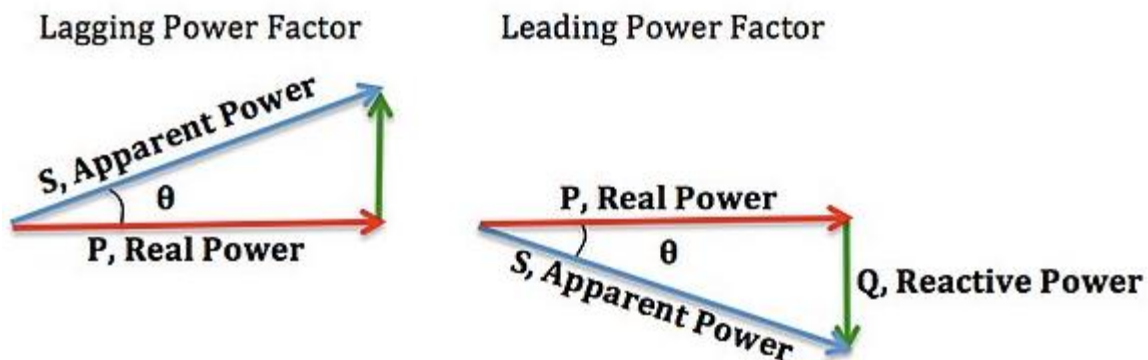 Lagging Power Factor
Leading Power Factor
S, Apparent Power
θ
P, Real Power
P, Real Power
θ
S, Apparent Power
Q, Reactive Power